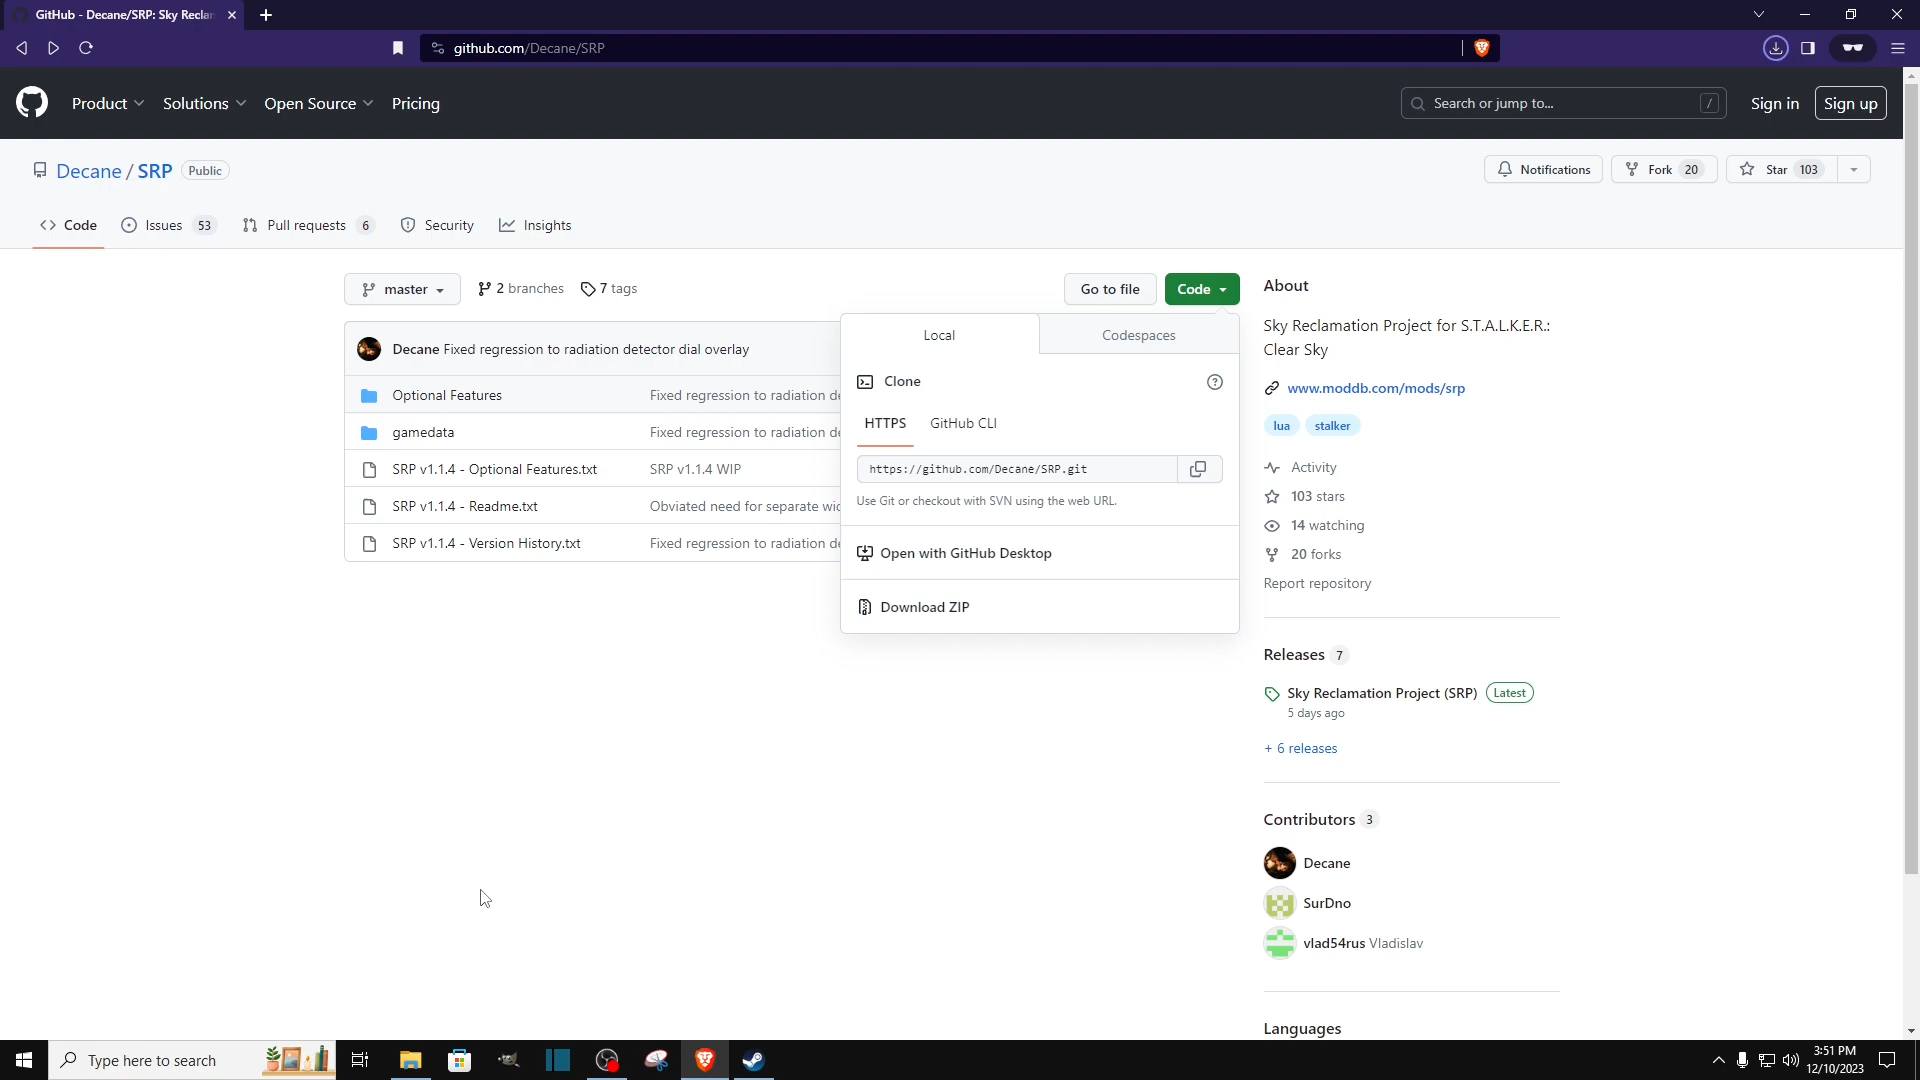 GitHub - Decane/SRP: Sky Reclam
github.com/Decane/SRP
Product Solutions Open Source Pricing
Search or jump to... /
Sign in Sign up
Decane / SRP Public
Notifications Fork 20 Star 103
Code Issues 53 Pull requests 6 Security Insights
master 2 branches 7 tags
Go to file Code
Decane Fixed regression to radiation detector dial overlay
Optional Features Fixed regression to radiation de
gamedata Fixed regression to radiation de
SRP v1.1.4 - Optional Features.txt SRP v1.1.4 WIP
SRP v1.1.4 - Readme.txt Obviated need for separate wid
SRP v1.1.4 - Version History.txt Fixed regression to radiation de
Local Codespaces
Clone
HTTPS GitHub CLI
https://github.com/Decane/SRP.git
Use Git or checkout with SVN using the web URL.
Open with GitHub Desktop
Download ZIP
About
Sky Reclamation Project for S.T.A.L.K.E.R.:
Clear Sky
www.moddb.com/mods/srp
lua stalker
Activity
103 stars
14 watching
20 forks
Report repository
Releases 7
Sky Reclamation Project (SRP) Latest
5 days ago
+ 6 releases
Contributors 3
Decane
SurDno
vlad54rus Vladislav
Languages
Type here to search
3:51 PM
12/10/2023